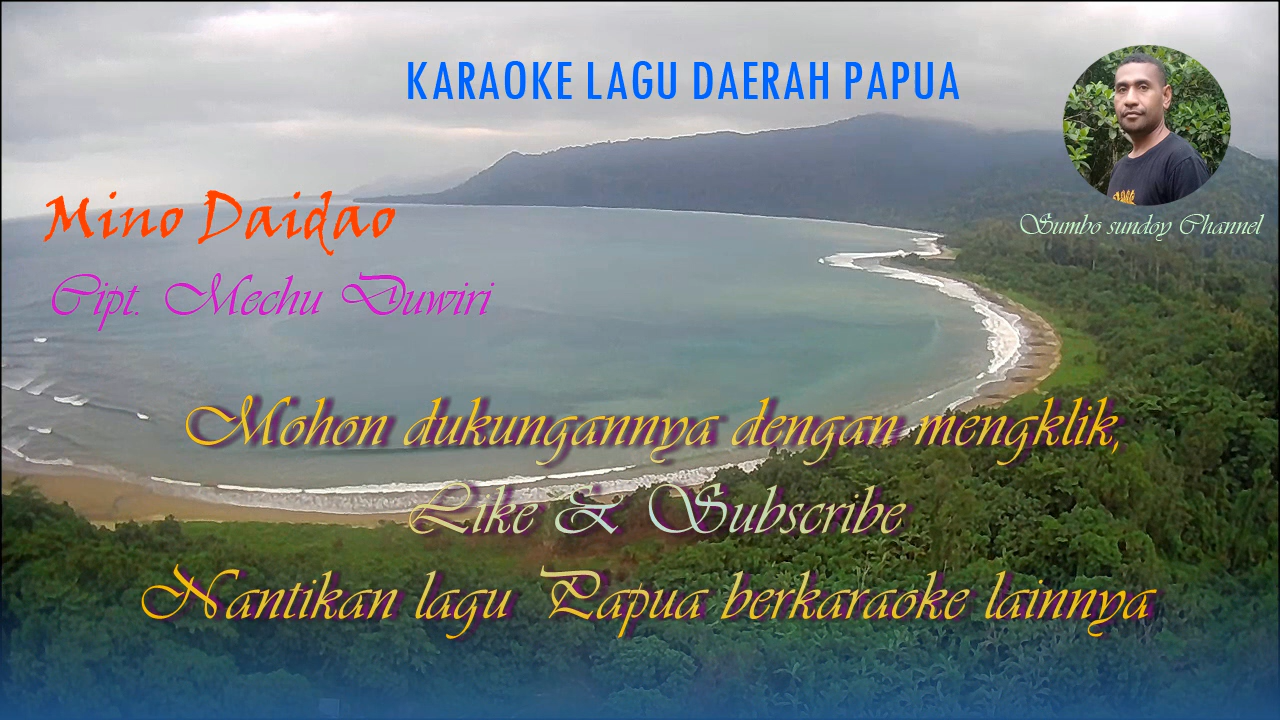 KARAOKE LAGU DAERAH PAPUA
Sumbo sundoy Channel
Mino Daidao
Cipt. Mechu Duwiri
Mohon dukungannya dengan mengklik,
Like & Subscribe
Nantikan lagu Papua berkaraoke lainnya